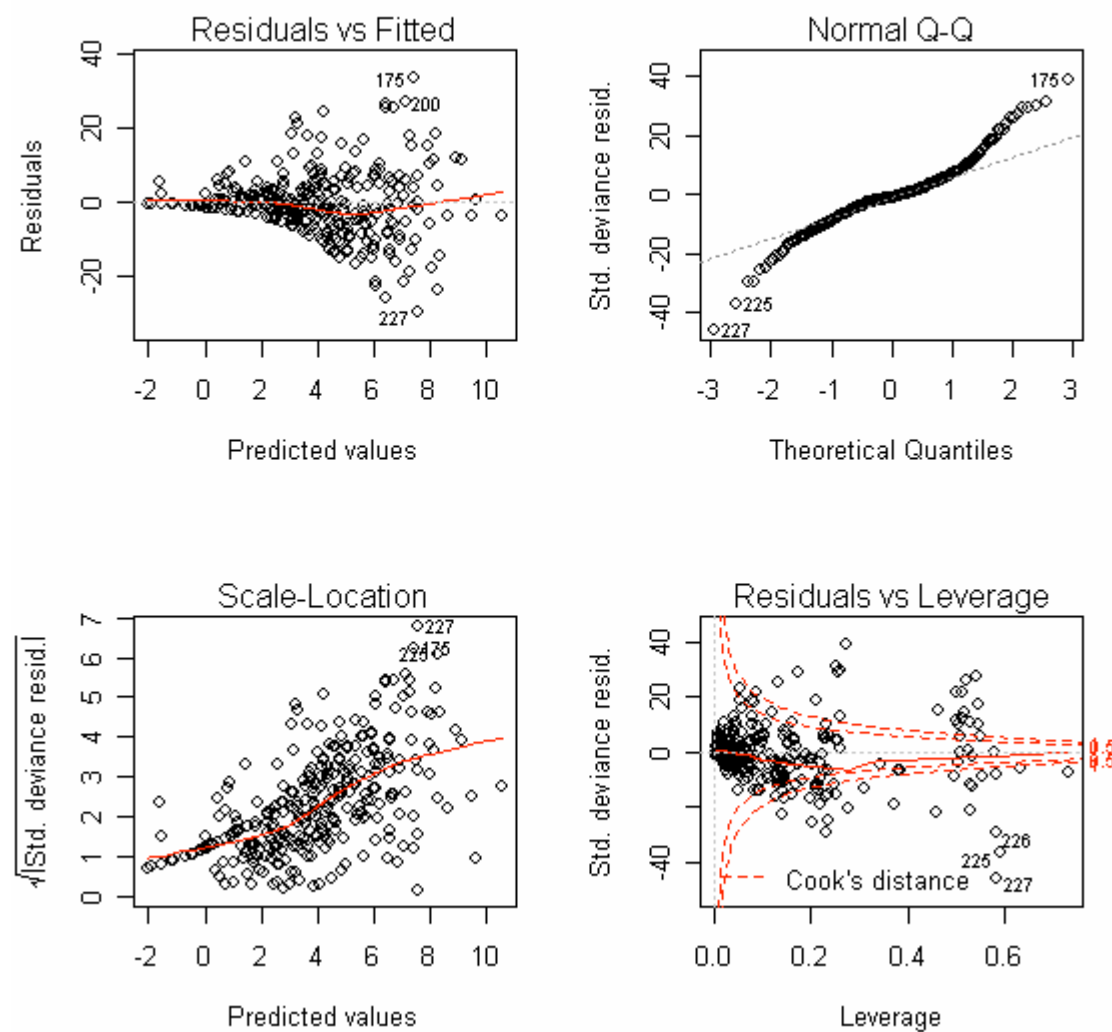 Residuals vs Fitted
Residuals
40
20
0
-20
175
200
227
-2 0 2 4 6 8 10
Predicted values
Normal Q-Q
Std. deviance resid.
40
20
0
-20
-40
175
225
227
-3 -2 -1 0 1 2 3
Theoretical Quantiles
Scale-Location
√|Std. deviance resid.|
7
6
5
4
3
2
1
0
227
175
225
-2 0 2 4 6 8 10
Predicted values
Residuals vs Leverage
Std. deviance resid.
40
20
0
-20
-40
226
225
227
Cook's distance
0.0 0.2 0.4 0.6
Leverage